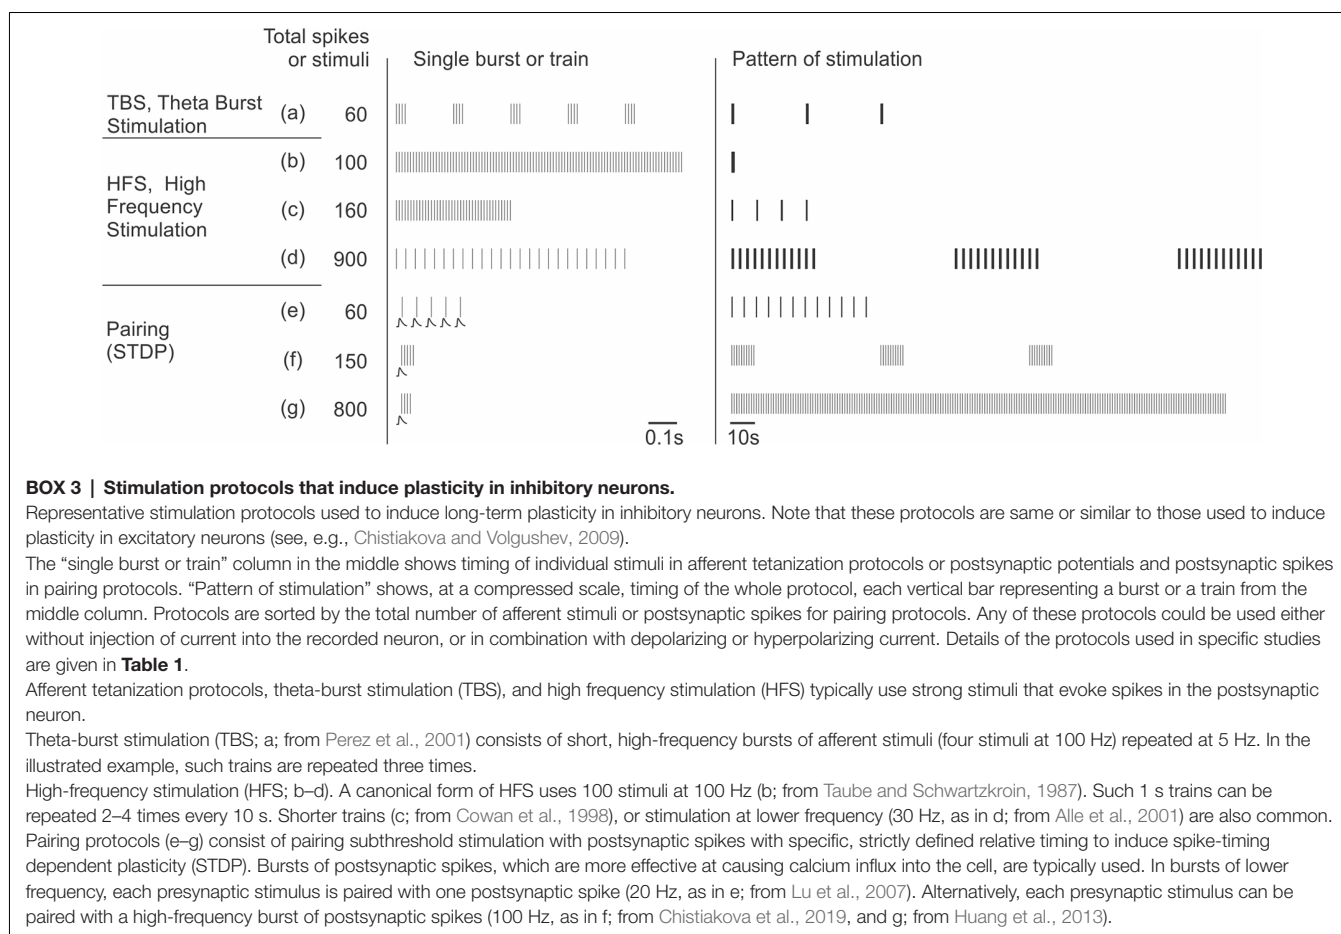 Total spikes
or stimuli
Single burst or train
Pattern of stimulation
TBS, Theta Burst
Stimulation
(a)
60
(b)
100
HFS, High
Frequency
Stimulation
(c)
160
(d)
900
(e)
60
Pairing
(STDP)
(f)
150
(g)
800
0.1s
10s
BOX 3 | Stimulation protocols that induce plasticity in inhibitory neurons.
Representative stimulation protocols used to induce long-term plasticity in inhibitory neurons. Note that these protocols are same or similar to those used to induce
plasticity in excitatory neurons (see, e.g., Chistiakova and Volgushev, 2009).
The “single burst or train” column in the middle shows timing of individual stimuli in afferent tetanization protocols or postsynaptic potentials and postsynaptic spikes
in pairing protocols. “Pattern of stimulation” shows, at a compressed scale, timing of the whole protocol, each vertical bar representing a burst or a train from the
middle column. Protocols are sorted by the total number of afferent stimuli or postsynaptic spikes for pairing protocols. Any of these protocols could be used either
without injection of current into the recorded neuron, or in combination with depolarizing or hyperpolarizing current. Details of the protocols used in specific studies
are given in Table 1.
Afferent tetanization protocols, theta-burst stimulation (TBS), and high frequency stimulation (HFS) typically use strong stimuli that evoke spikes in the postsynaptic
neuron.
Theta-burst stimulation (TBS; a; from Perez et al., 2001) consists of short, high-frequency bursts of afferent stimuli (four stimuli at 100 Hz) repeated at 5 Hz. In the
illustrated example, such trains are repeated three times.
High-frequency stimulation (HFS; b–d). A canonical form of HFS uses 100 stimuli at 100 Hz (b; from Taube and Schwartzkroin, 1987). Such 1 s trains can be
repeated 2–4 times every 10 s. Shorter trains (c; from Cowan et al., 1998), or stimulation at lower frequency (30 Hz, as in d; from Alle et al., 2001) are also common.
Pairing protocols (e–g) consist of pairing subthreshold stimulation with postsynaptic spikes with specific, strictly defined relative timing to induce spike-timing
dependent plasticity (STDP). Bursts of postsynaptic spikes, which are more effective at causing calcium influx into the cell, are typically used. In bursts of lower
frequency, each presynaptic stimulus is paired with one postsynaptic spike (20 Hz, as in e; from Lu et al., 2007). Alternatively, each presynaptic stimulus can be
paired with a high-frequency burst of postsynaptic spikes (100 Hz, as in f; from Chistiakova et al., 2019, and g; from Huang et al., 2013).